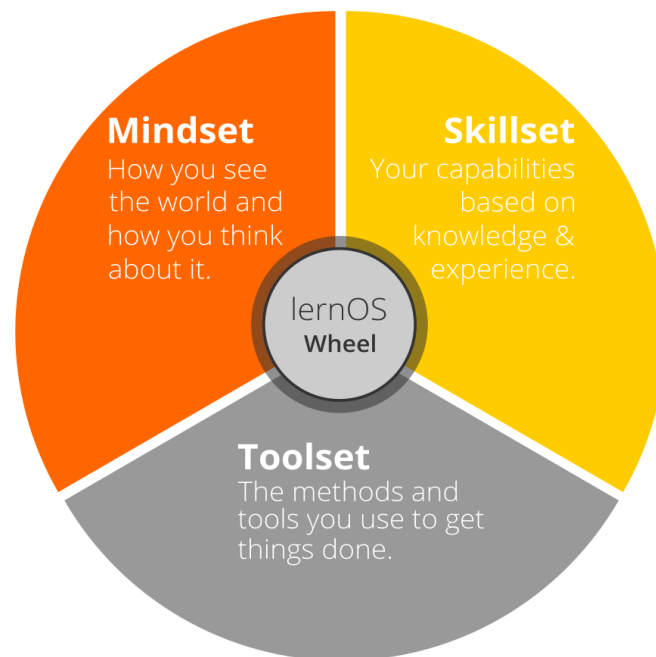 Mindset
How you see
the world and
how you think
about it.
Skillset
Your capabilities
based on
knowledge &
experience.
lernOS
Wheel
Toolset
The methods and
tools you use to get
things done.